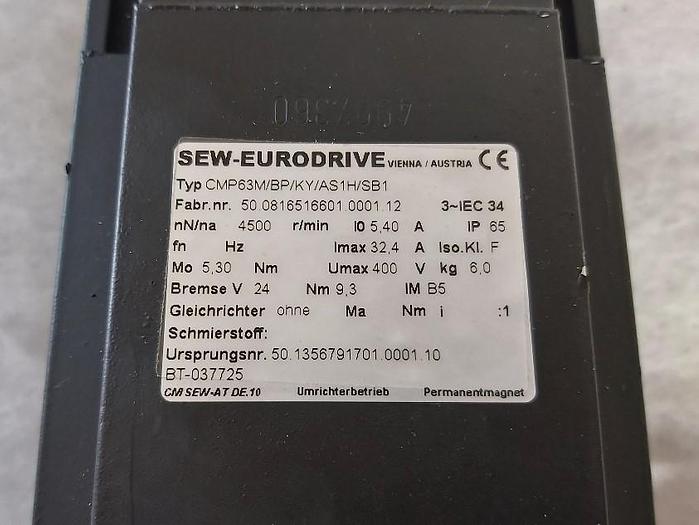 SEW-EURODRIVE VIENNA / AUSTRIA CE
Typ CMP63M/BP/KY/AS1H/SB1
Fabr.nr. 50.0816516601.0001.12 3~IEC 34
nN/na 4500 r/min I0 5,40 A IP 65
fn Hz Imax 32,4 A Iso.Kl. F
Mo 5,30 Nm Umax 400 V kg 6,0
Bremse V 24 Nm 9,3 IM B5
Gleichrichter ohne Ma Nm i :1
Schmierstoff:
Ursprungsnr. 50.1356791701.0001.10
BT-037725
CM SEW-AT DE.10 Umrichterbetrieb Permanentmagnet